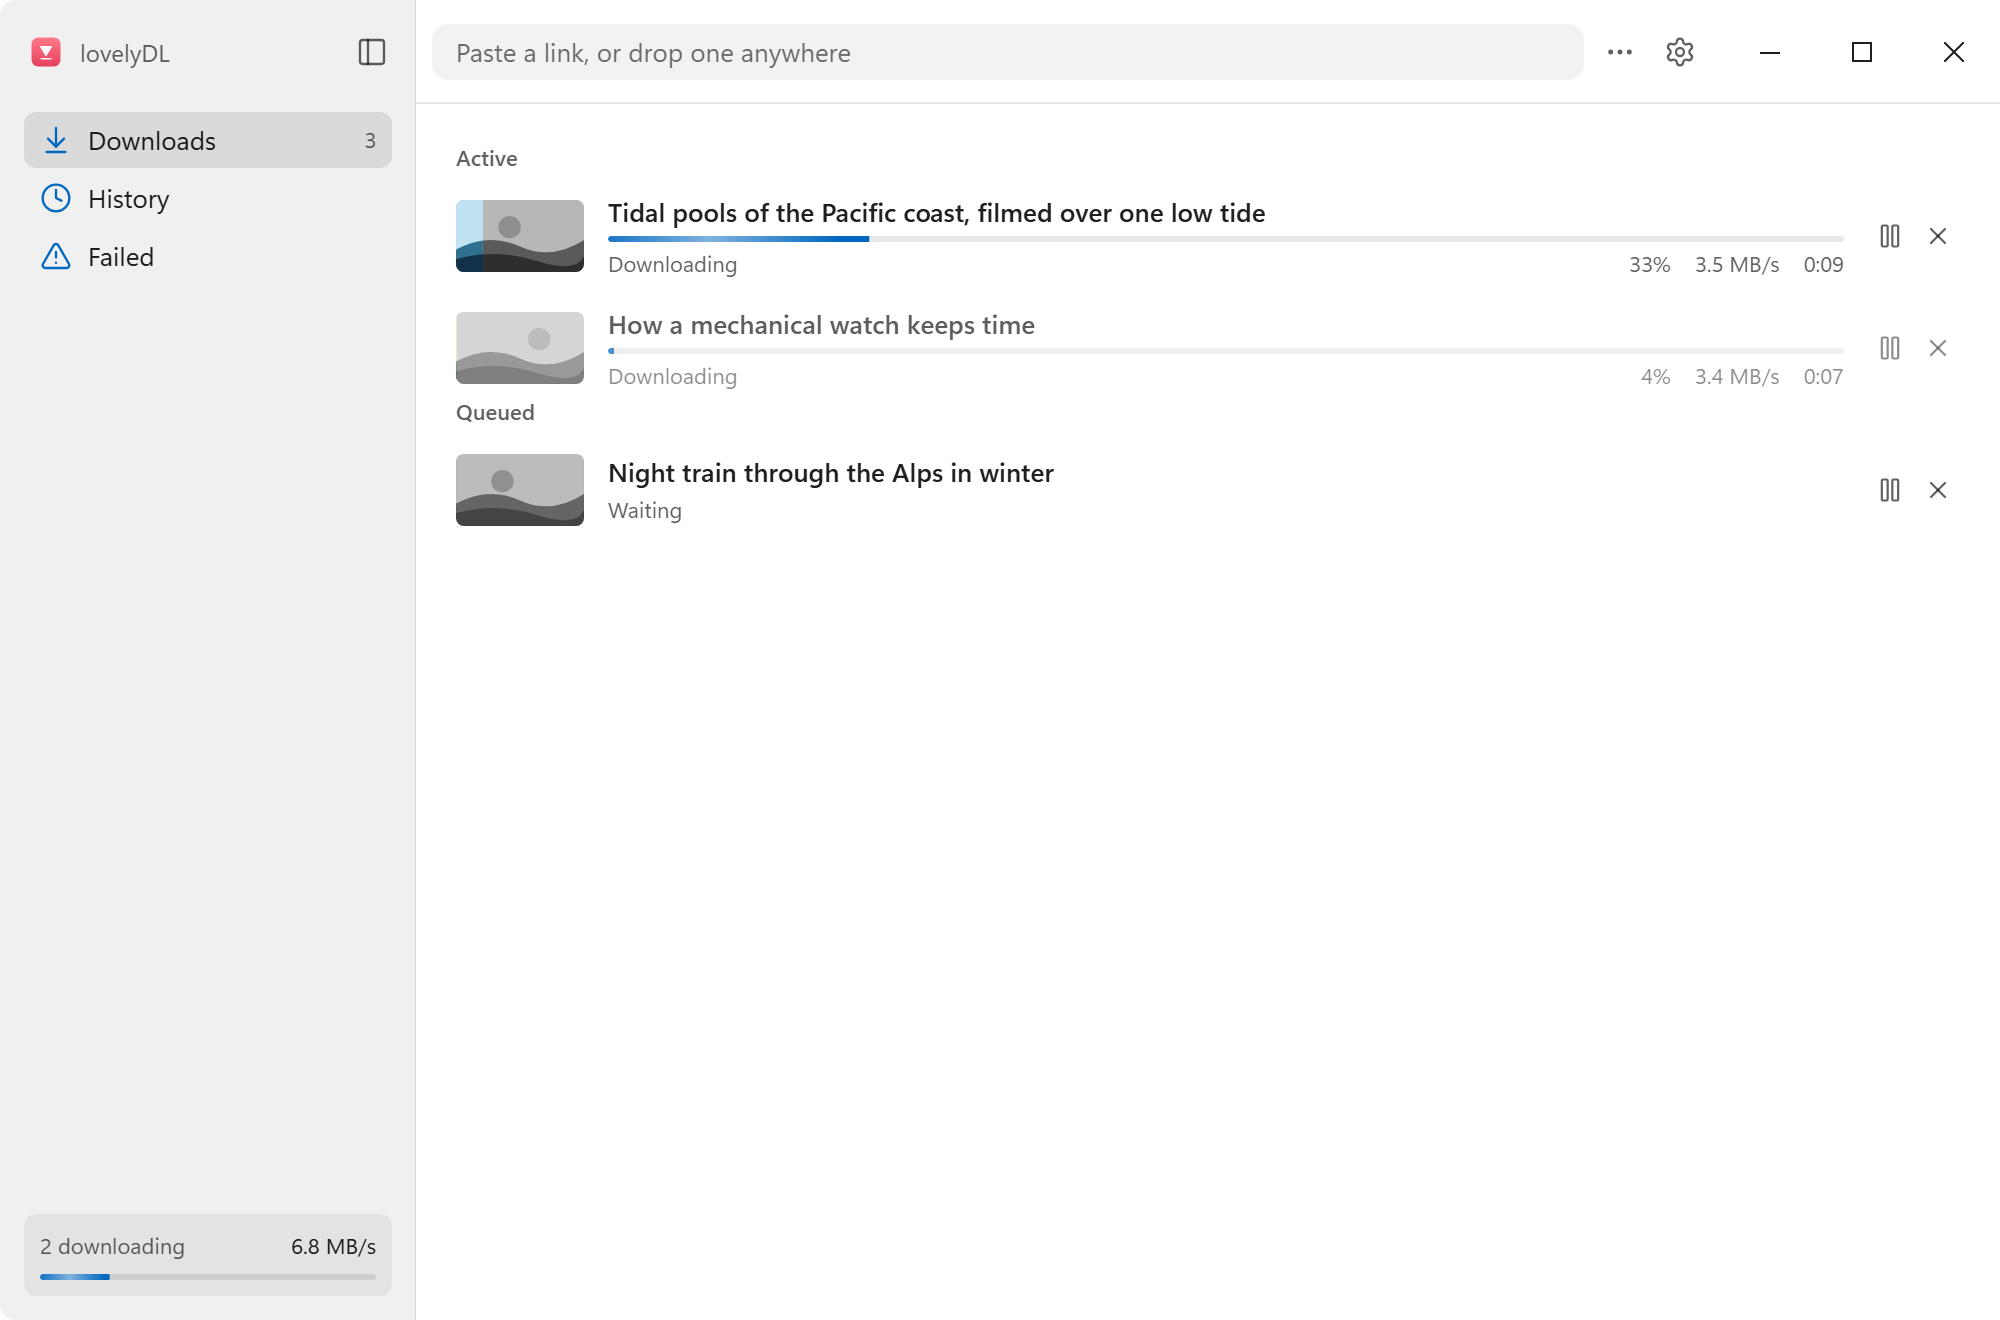 lovelyDL
Paste a link, or drop one anywhere
Downloads 3
History
Failed
Active
Tidal pools of the Pacific coast, filmed over one low tide
Downloading 33% 3.5 MB/s 0:09
How a mechanical watch keeps time
Downloading 4% 3.4 MB/s 0:07
Queued
Night train through the Alps in winter
Waiting
2 downloading 6.8 MB/s